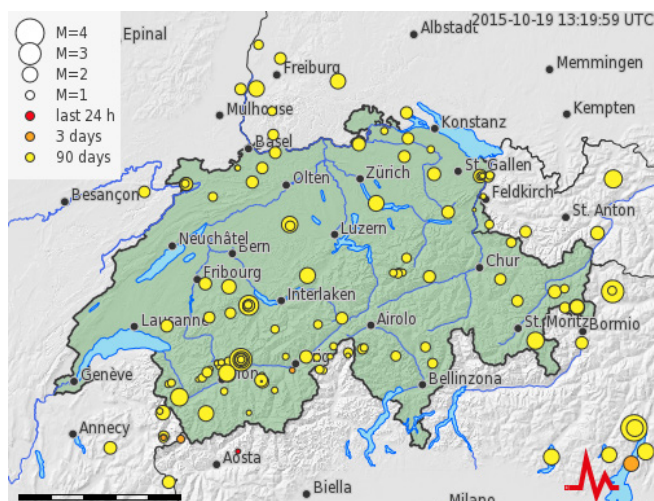 2015-10-19 13:19:59 UTC
M=4
M=3
M=2
M=1
last 24 h
3 days
90 days
Epinal
Albstadt
Freiburg
Memmingen
Mulhouse
Kempten
Konstanz
Basel
St. Gallen
Zürich
Olten
Besançon
Feldkirch
St. Anton
Neuchâtel
Luzern
Bern
Chur
Fribourg
Interlaken
Lausanne
Airolo
St. Moritz
Bormio
Genève
Bellinzona
Annecy
Aosta
Biella
Milano